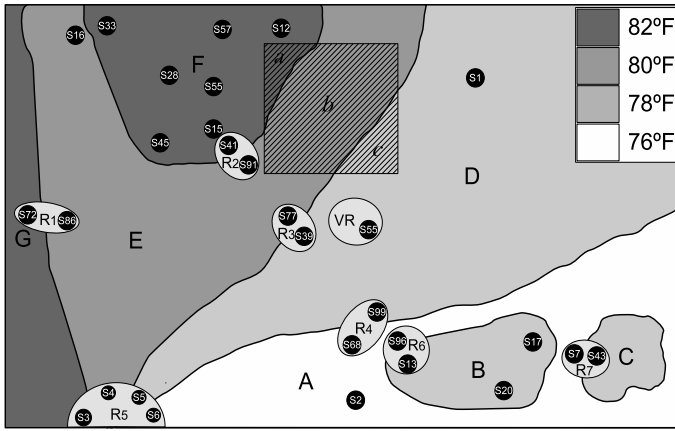 S33
S57
S12
S16
82ºF
F
a
80ºF
S28
S55
S1
b
78ºF
S15
S45
S41
76ºF
R2
S91
c
D
S72
R1
S86
S77
VR
G
E
R3
S39
S55
S99
R4
S96
R6
S17
S68
S13
S7
S43
C
R7
A
B
S4
S5
S2
S20
S3
R5
S6